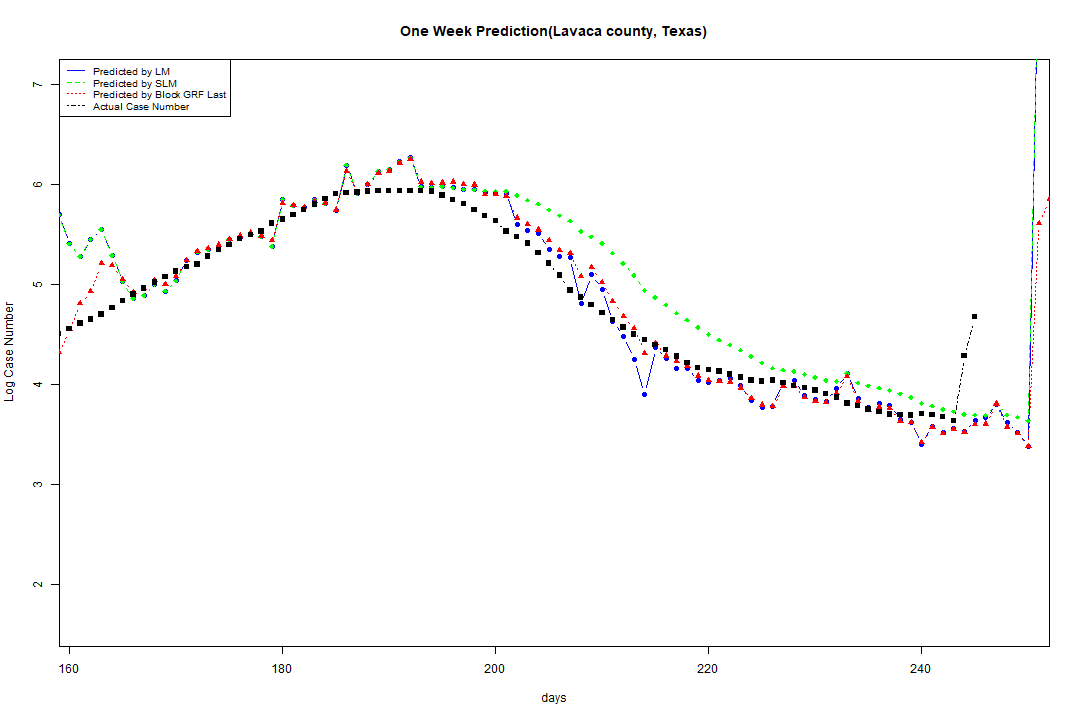 One Week Prediction(Lavaca county, Texas)
Predicted by LM
Predicted by SLM
Predicted by Block GRF Last
Actual Case Number
Log Case Number
7
6
5
4
3
2
160 180 200 220 240
days